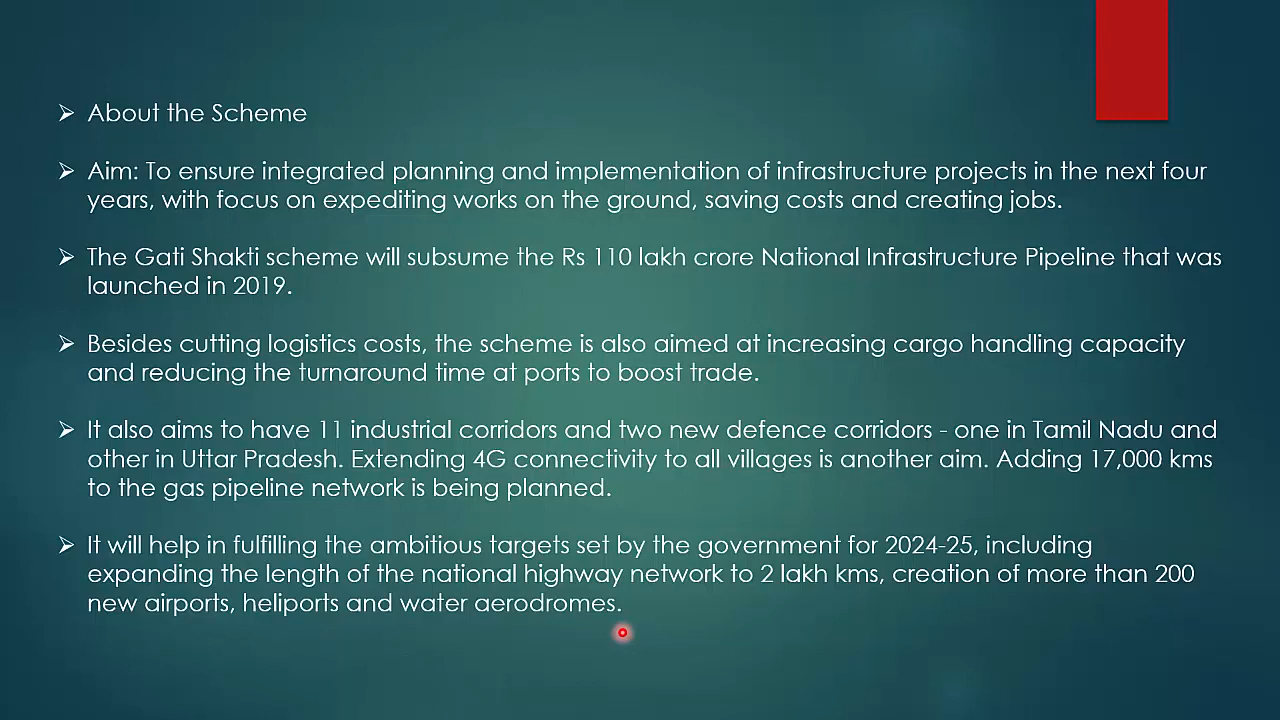 About the Scheme
Aim: To ensure integrated planning and implementation of infrastructure projects in the next four
years, with focus on expediting works on the ground, saving costs and creating jobs.
The Gati Shakti scheme will subsume the Rs 110 lakh crore National Infrastructure Pipeline that was
launched in 2019.
Besides cutting logistics costs, the scheme is also aimed at increasing cargo handling capacity
and reducing the turnaround time at ports to boost trade.
It also aims to have 11 industrial corridors and two new defence corridors - one in Tamil Nadu and
other in Uttar Pradesh. Extending 4G connectivity to all villages is another aim. Adding 17,000 kms
to the gas pipeline network is being planned.
It will help in fulfilling the ambitious targets set by the government for 2024-25, including
expanding the length of the national highway network to 2 lakh kms, creation of more than 200
new airports, heliports and water aerodromes.